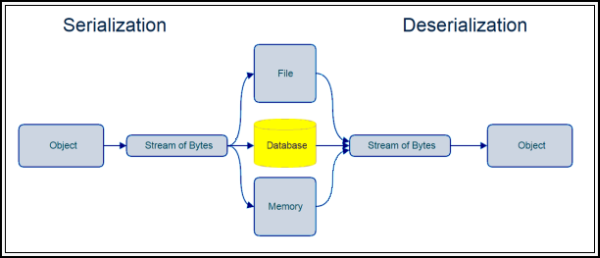 Serialization
Deserialization
File
Object
Stream of Bytes
Database
Stream of Bytes
Object
Memory